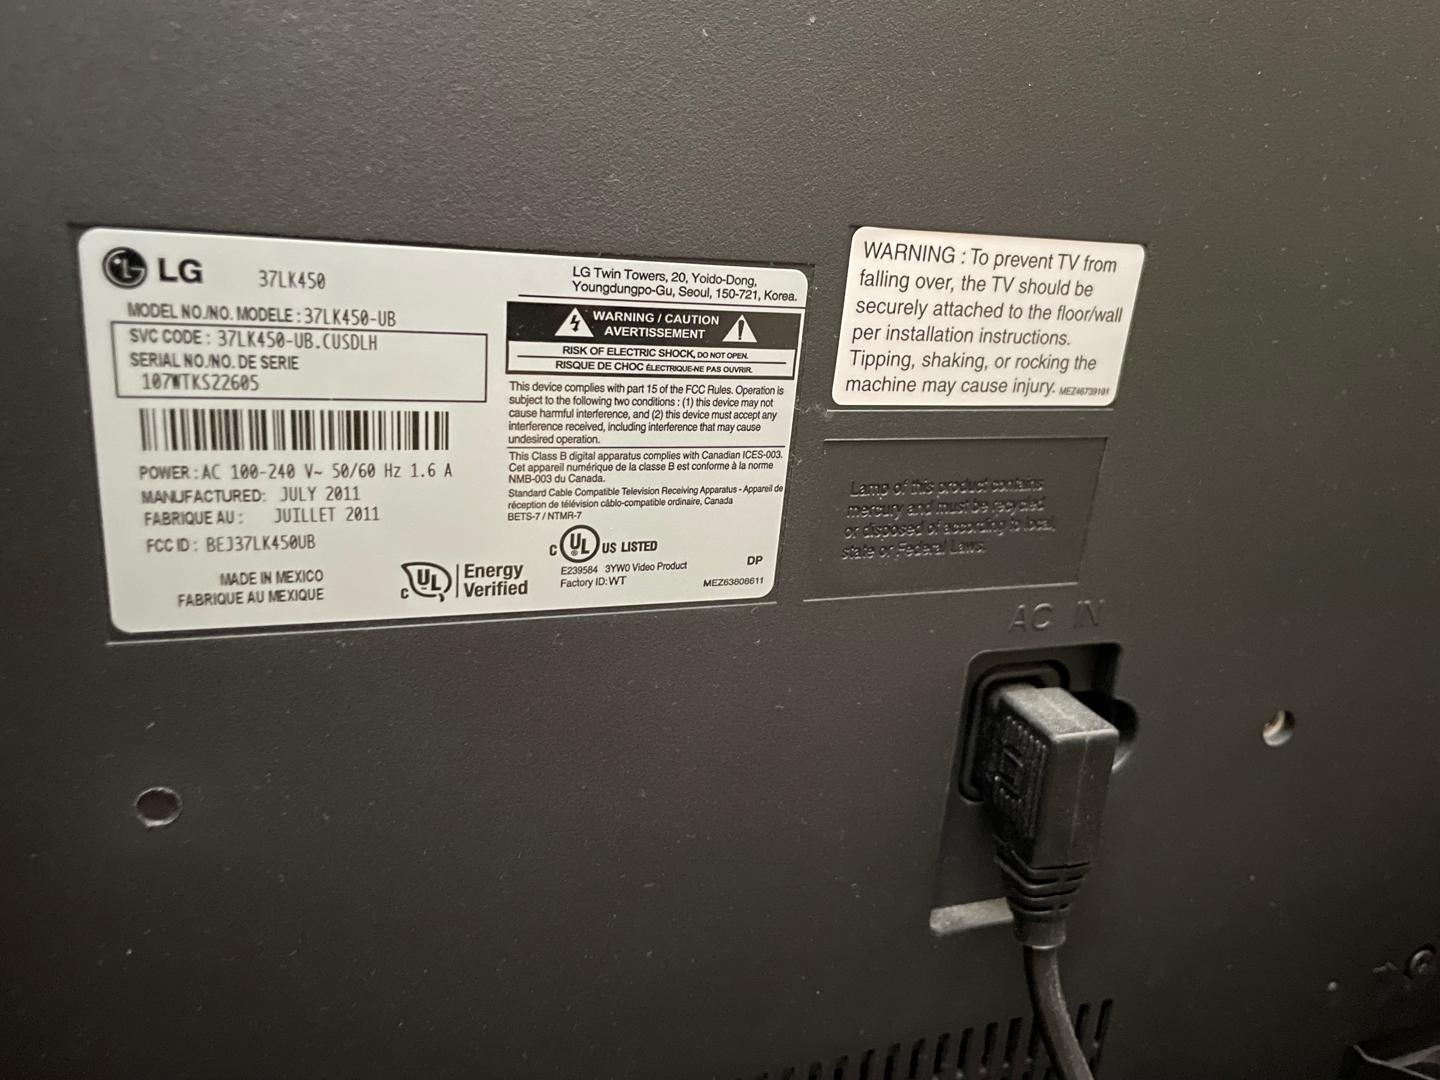 LG 37LK450
MODEL NO./NO. MODELE : 37LK450-UB
SVC CODE : 37LK450-UB.CUSDLH
SERIAL NO./NO. DE SERIE
107WTKS22605
POWER : AC 100-240 V~ 50/60 Hz 1.6 A
MANUFACTURED: JULY 2011
FABRIQUE AU : JUILLET 2011
FCC ID : BEJ37LK450UB
MADE IN MEXICO
FABRIQUE AU MEXIQUE
C UL Energy
Verified
LG Twin Towers, 20, Yoido-Dong,
Youngdungpo-Gu, Seoul, 150-721, Korea.
WARNING / CAUTION
AVERTISSEMENT
RISK OF ELECTRIC SHOCK, DO NOT OPEN.
RISQUE DE CHOC ÉLECTRIQUE-NE PAS OUVRIR.
This device complies with part 15 of the FCC Rules. Operation is
subject to the following two conditions : (1) this device may not
cause harmful interference, and (2) this device must accept any
interference received, including interference that may cause
undesired operation.
This Class B digital apparatus complies with Canadian ICES-003.
Cet appareil numérique de la classe B est conforme à la norme
NMB-003 du Canada.
Standard Cable Compatible Television Receiving Apparatus - Appareil de
réception de télévision câblo-compatible ordinaire, Canada
BETS-7 / NTMR-7
C UL ® US LISTED
E239584 3YW0 Video Product
Factory ID: WT
DP
MEZ63808611
WARNING : To prevent TV from
falling over, the TV should be
securely attached to the floor/wall
per installation instructions.
Tipping, shaking, or rocking the
machine may cause injury. MEZ46739101
Lamp of this product contains
mercury and must be recycled
or disposed of according to local,
state or Federal Laws.
AC IN